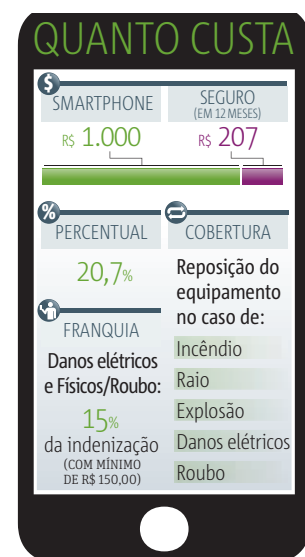 QUANTO CUSTA
$
SMARTPHONE
R$ 1.000
SEGURO
(EM 12 MESES)
R$ 207
%
PERCENTUAL
20,7%
FRANQUIA
Danos elétricos
e Físicos/Roubo:
15%
da indenização
(COM MÍNIMO
DE R$ 150,00)
COBERTURA
Reposição do
equipamento
no caso de:
Incêndio
Raio
Explosão
Danos elétricos
Roubo